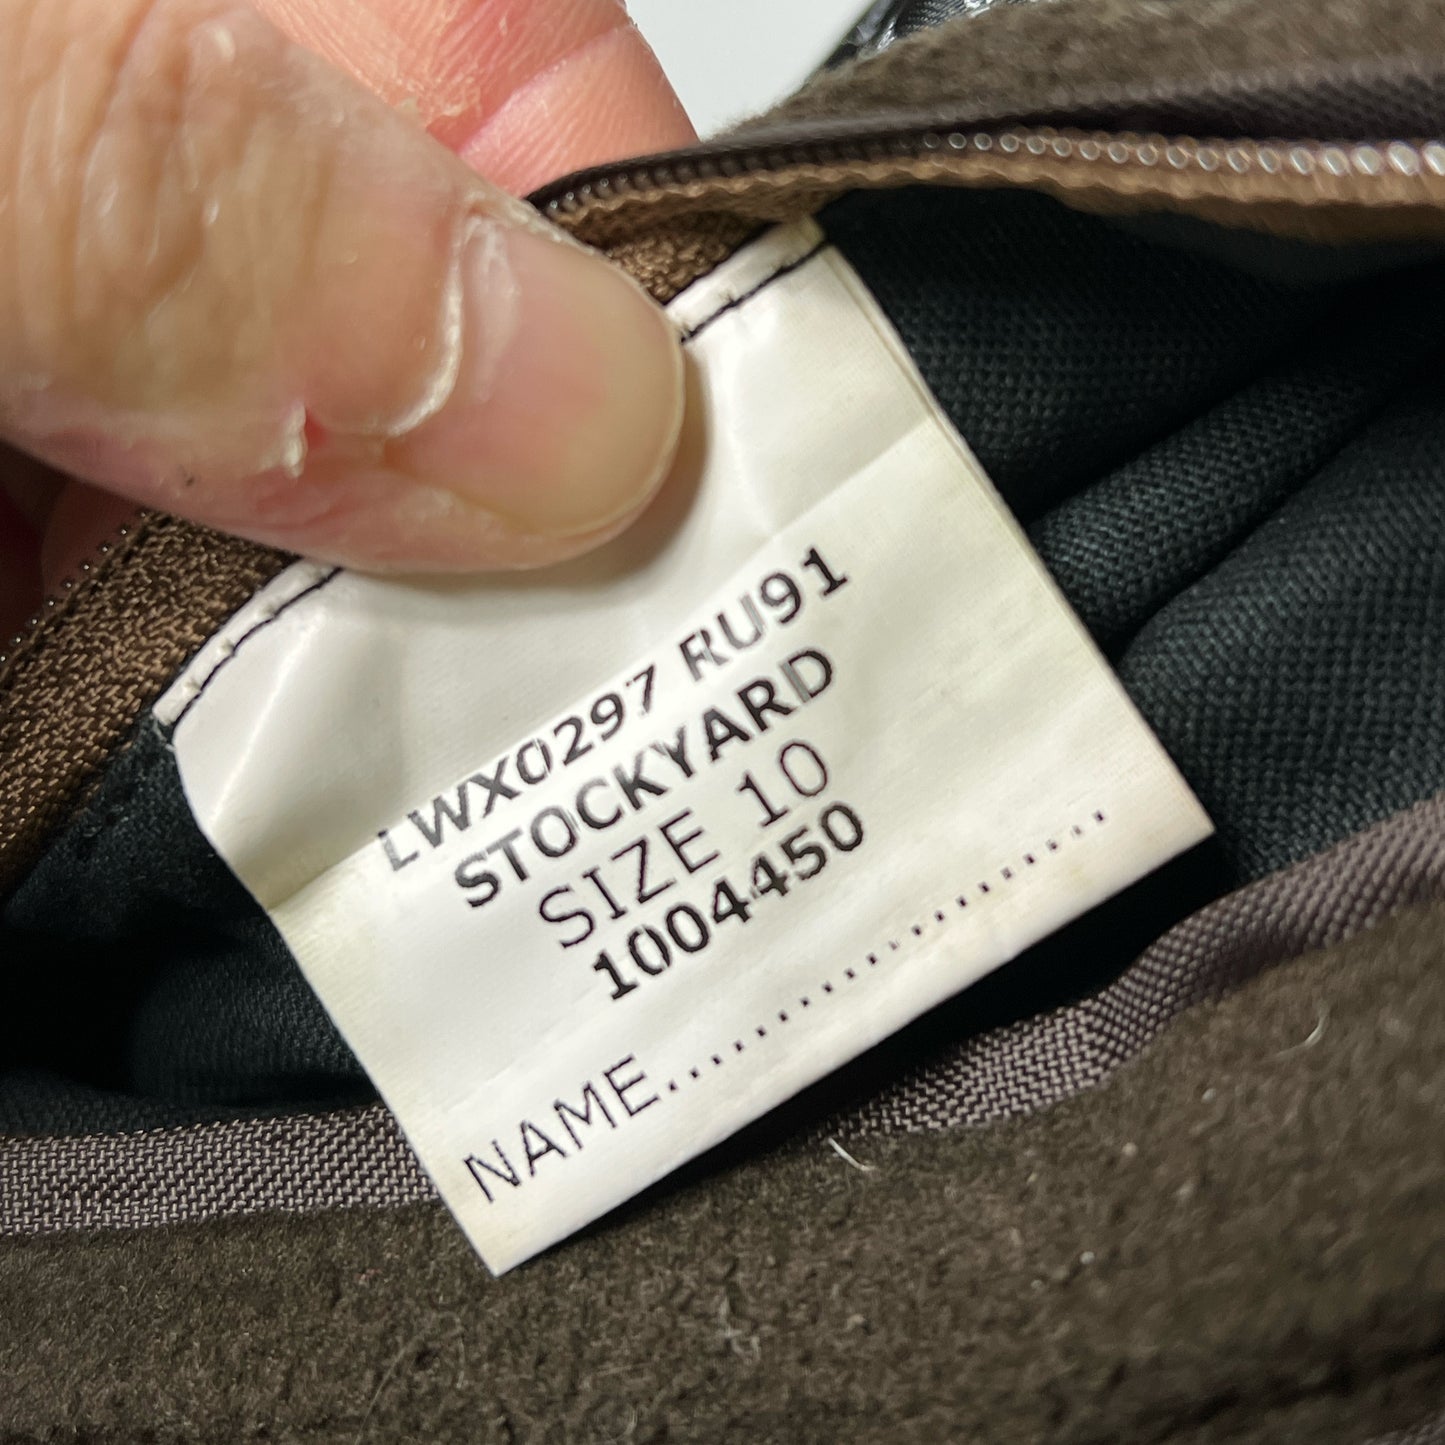 LWX0297 RU91
STOCKYARD
SIZE 10
1004450
NAME..............................